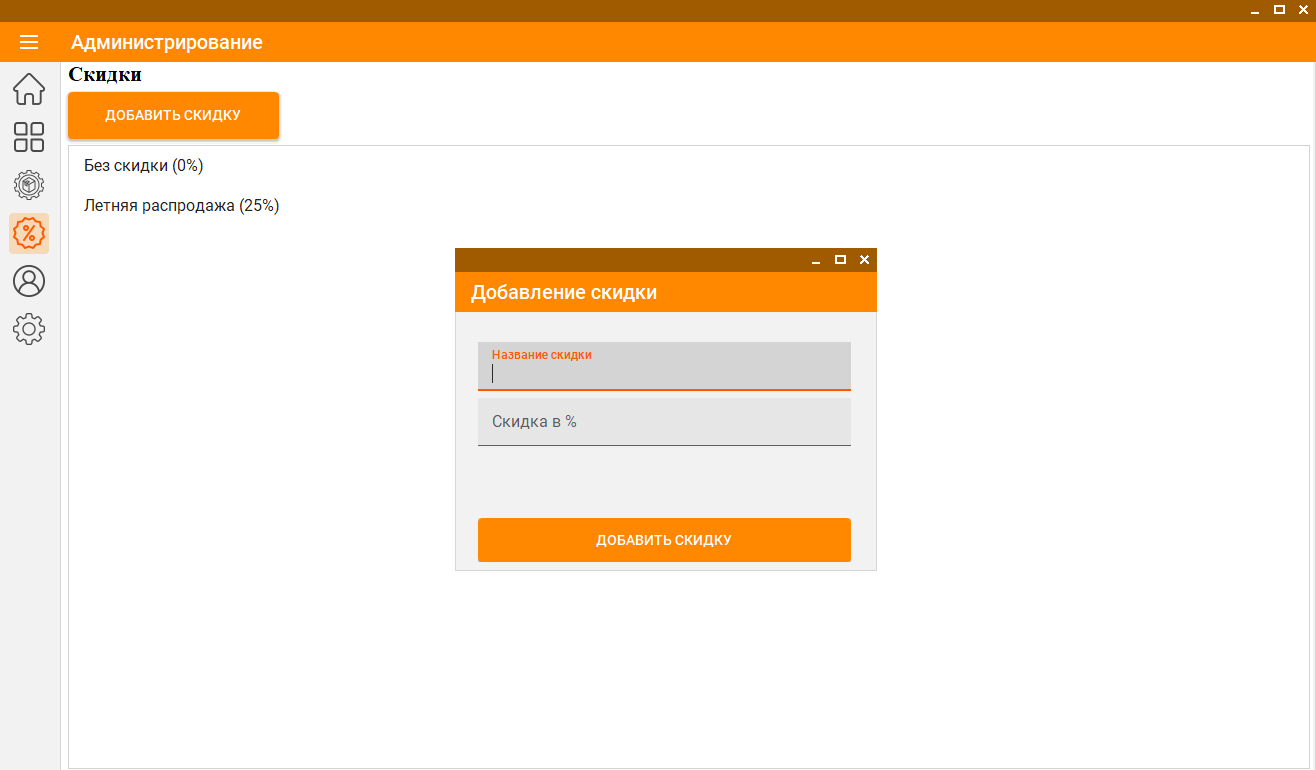 Администрирование
Скидки
ДОБАВИТЬ СКИДКУ
Без скидки (0%)
Летняя распродажа (25%)
Добавление скидки
Название скидки
Скидка в %
ДОБАВИТЬ СКИДКУ